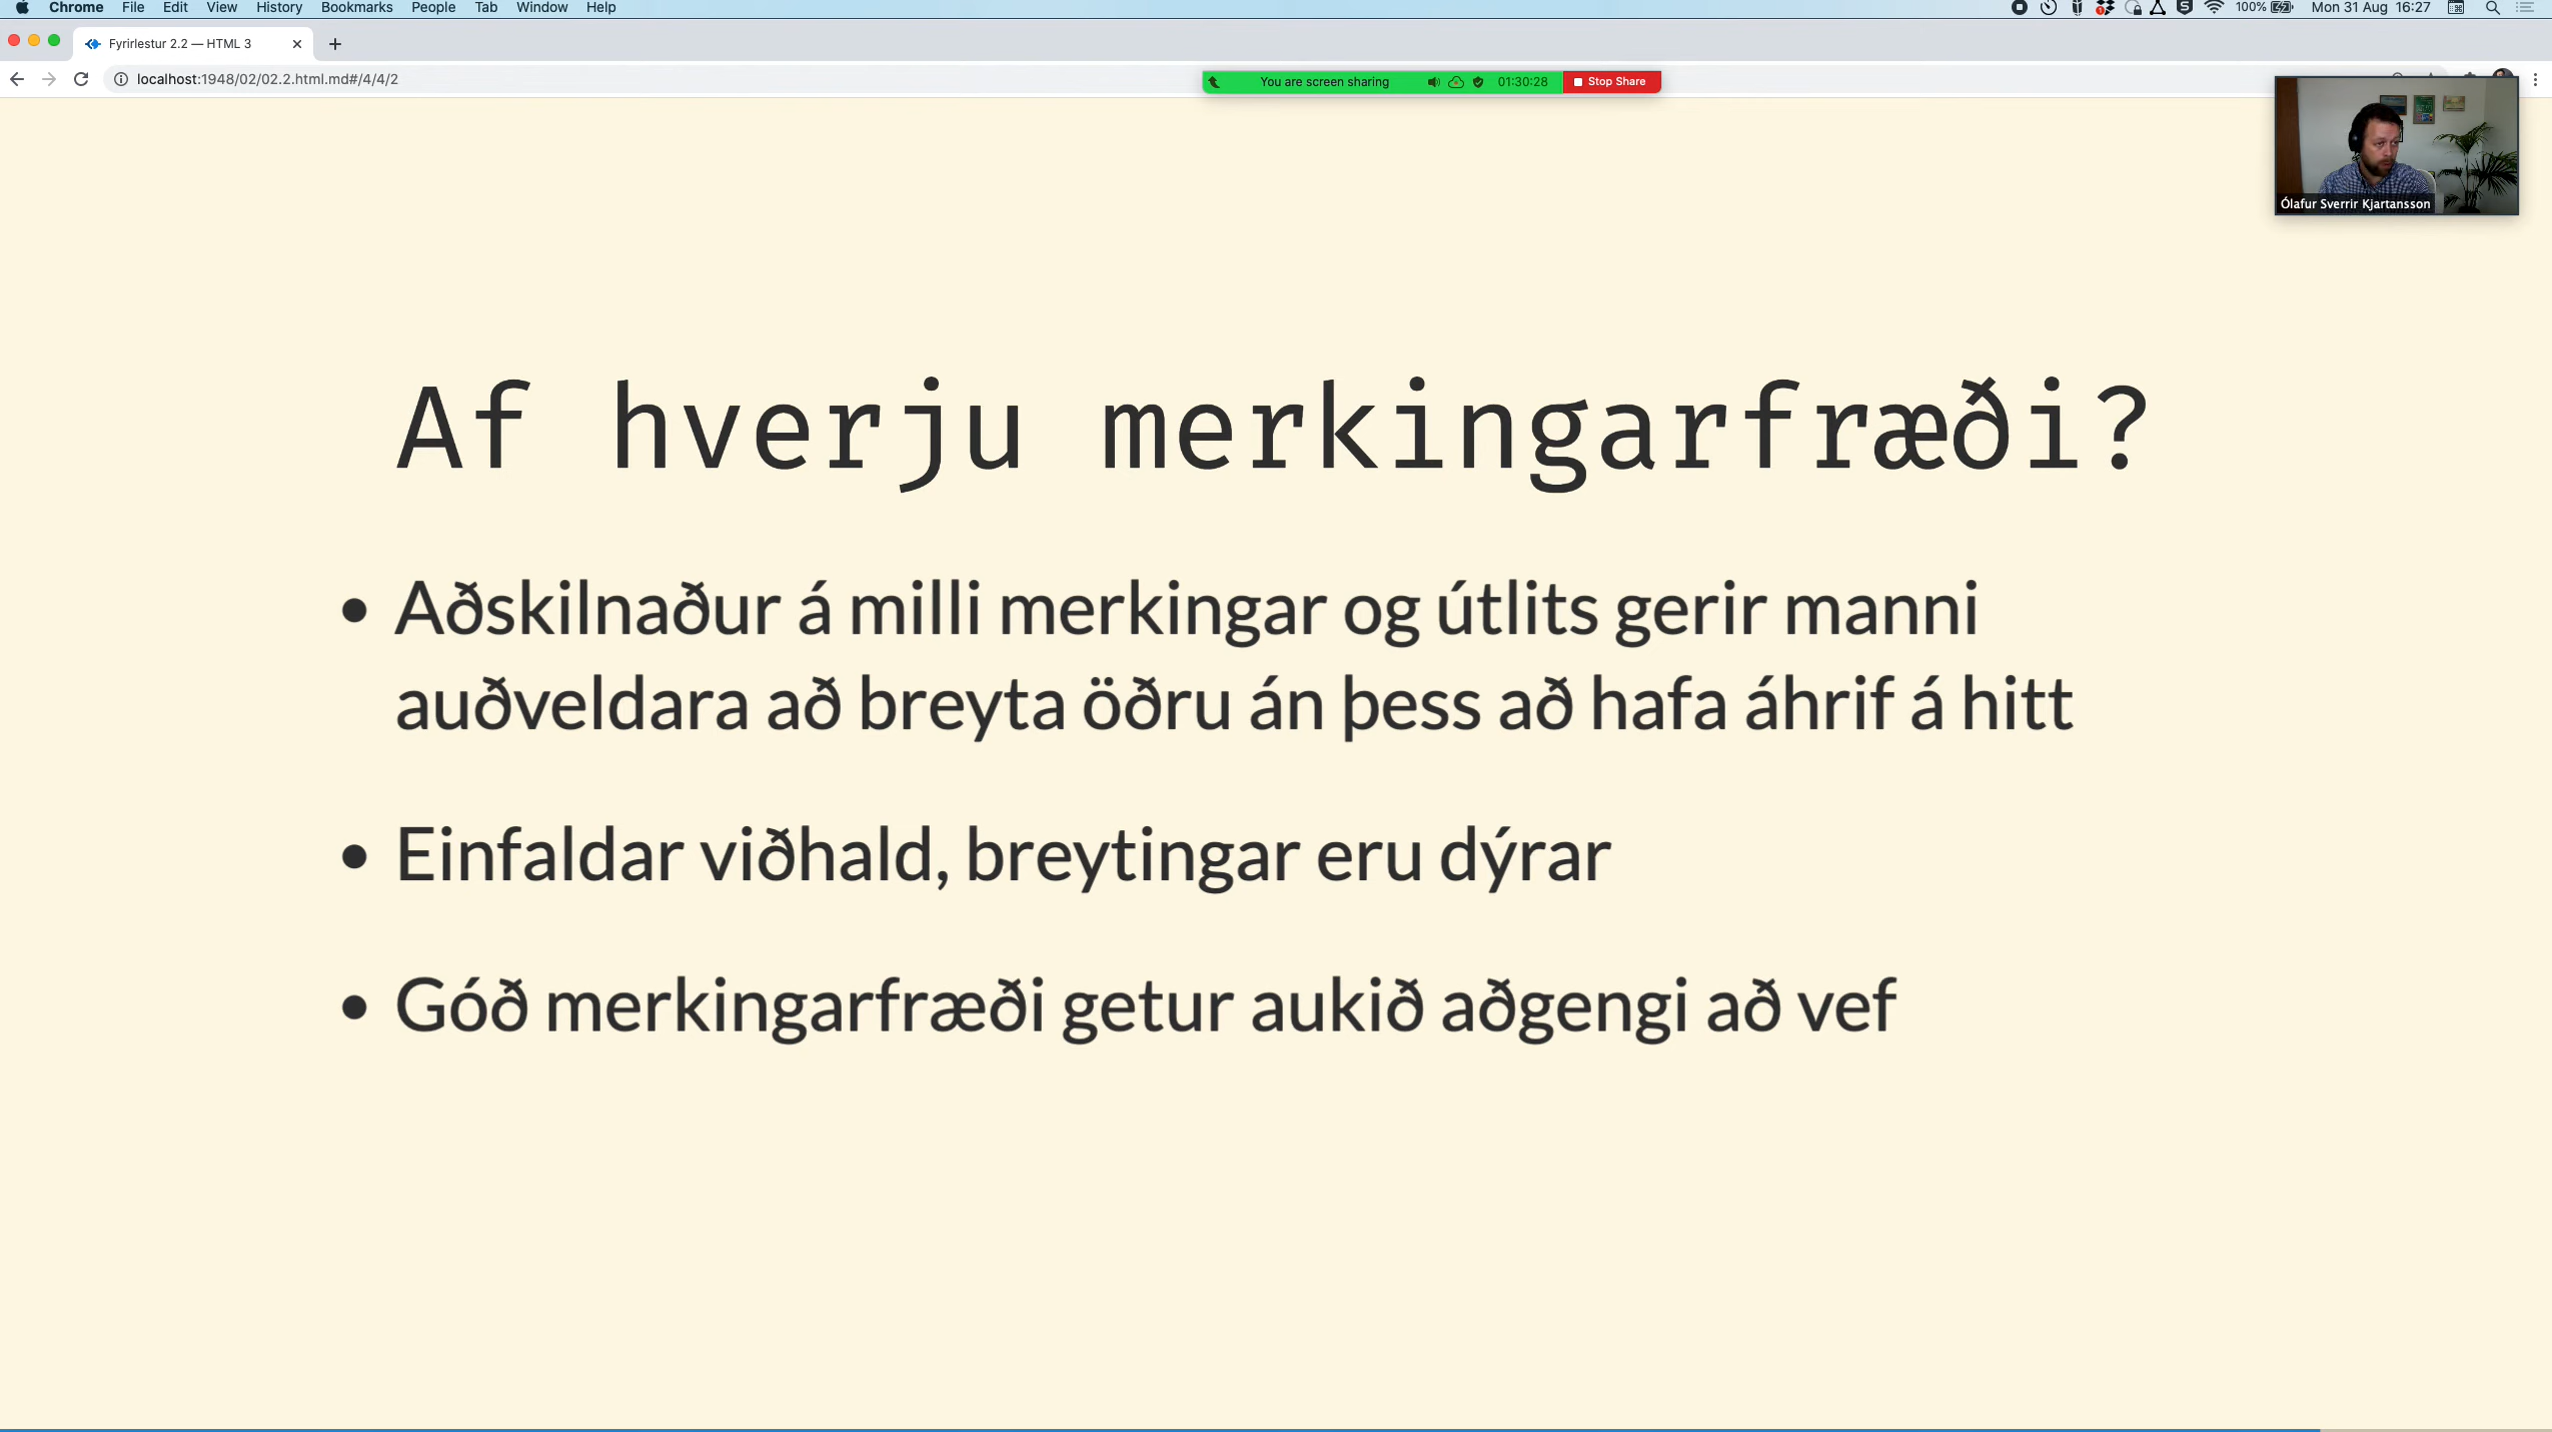 Chrome File Edit View History Bookmarks People Tab Window Help
100% Mon 31 Aug 16:27
Fyrirlestur 2.2 — HTML 3
localhost:1948/02/02.2.html.md#/4/4/2
You are screen sharing 01:30:28 Stop Share
Ólafur Sverrir Kjartansson
Af hverju merkingarfræði?
• Aðskilnaður á milli merkingar og útlits gerir manni
auðveldara að breyta öðru án þess að hafa áhrif á hitt
• Einfaldar viðhald, breytingar eru dýrar
• Góð merkingarfræði getur aukið aðgengi að vef